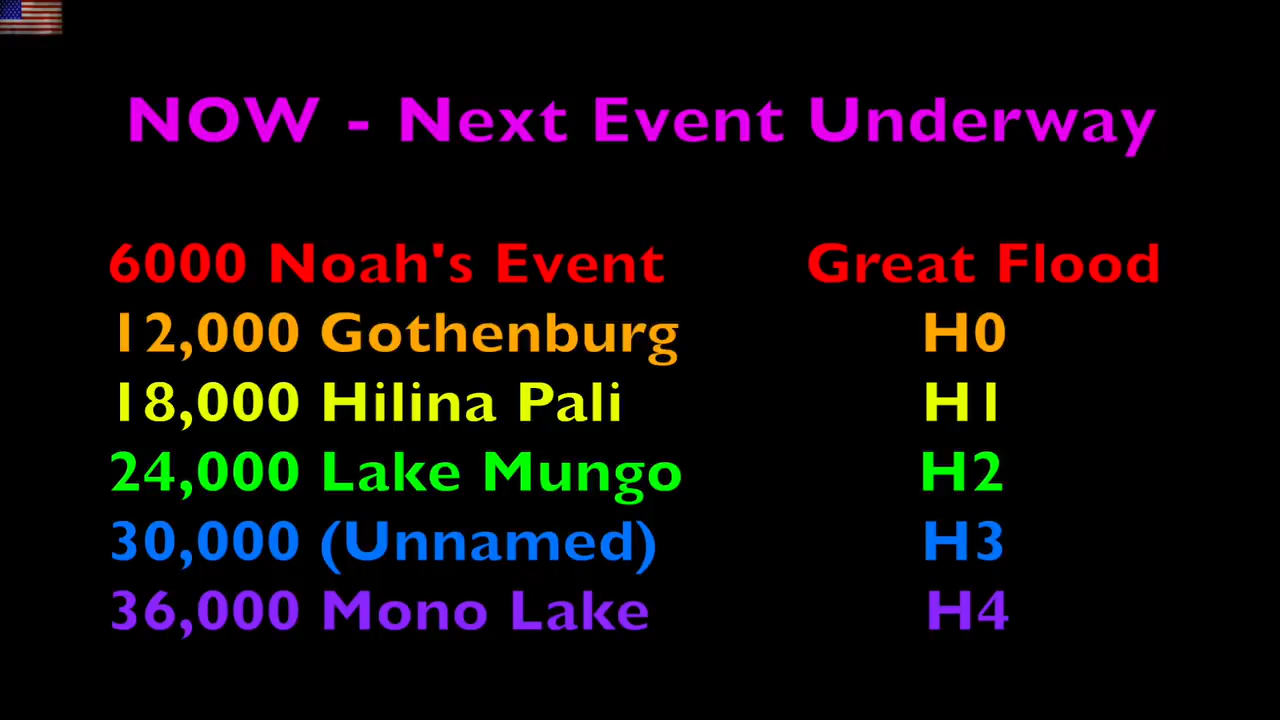 NOW - Next Event Underway
6000 Noah's Event Great Flood
12,000 Gothenburg H0
18,000 Hilina Pali H1
24,000 Lake Mungo H2
30,000 (Unnamed) H3
36,000 Mono Lake H4